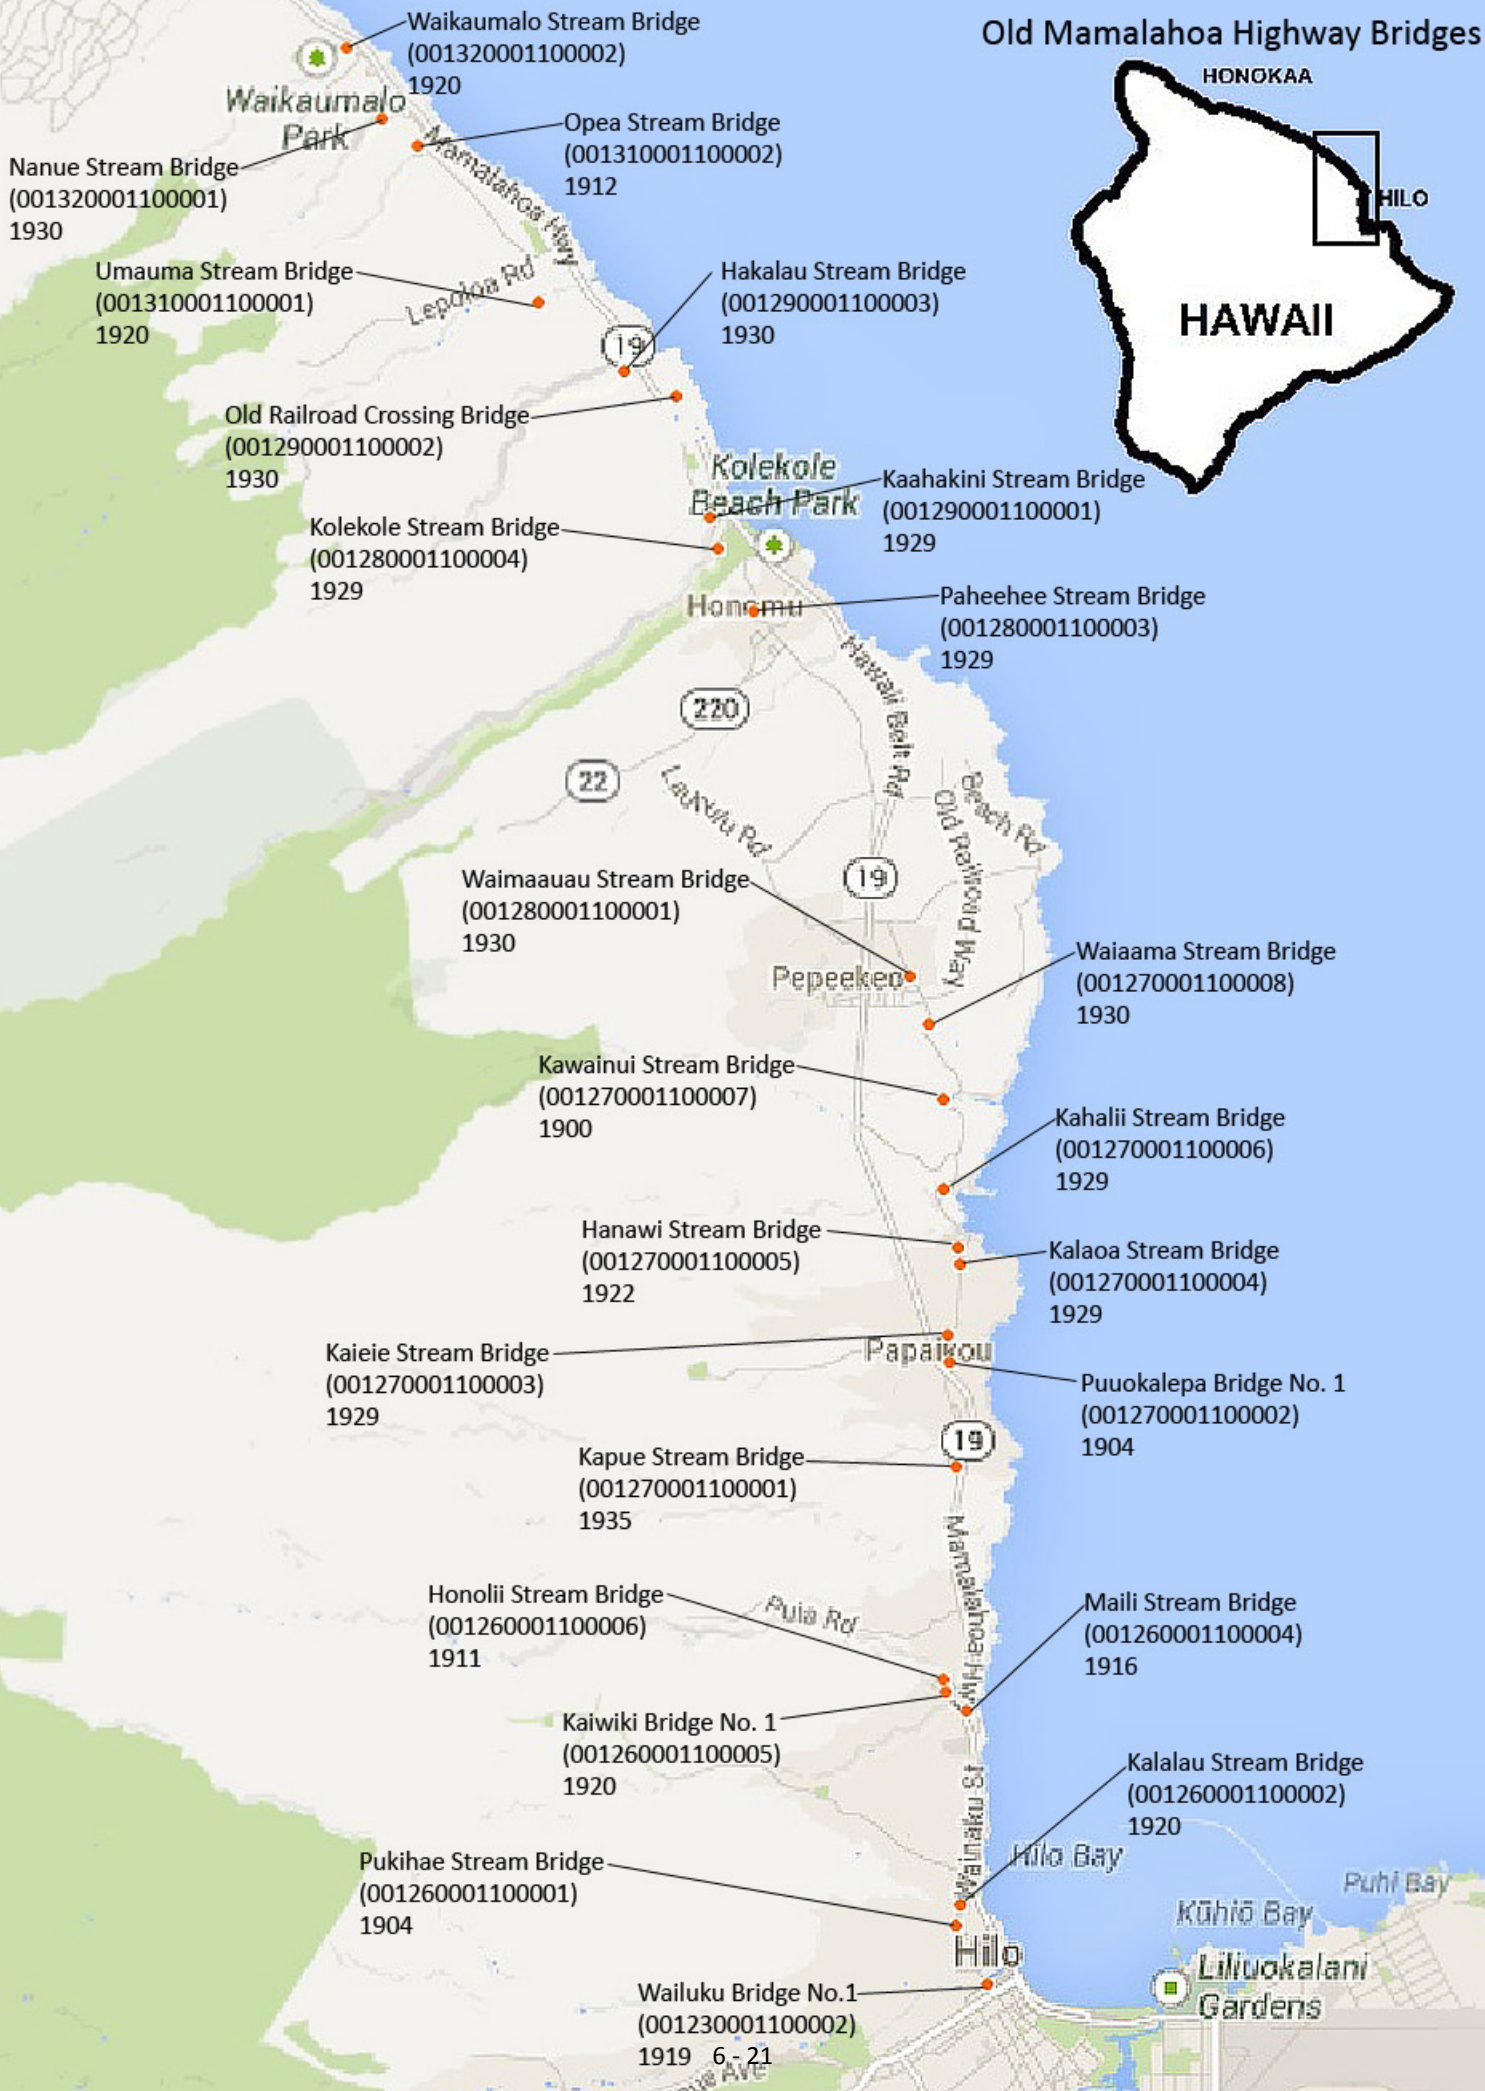 Old Mamalahoa Highway Bridges
HONOKAA
HILO
HAWAII
Waikaumalo Stream Bridge
(001320001100002)
1920
Waikaumalo
Park
Opea Stream Bridge
(001310001100002)
1912
Nanue Stream Bridge
(001320001100001)
1930
Mamalahoa Hwy
Umauma Stream Bridge
(001310001100001)
1920
Lepoloa Rd
Hakalau Stream Bridge
(001290001100003)
1930
19
Old Railroad Crossing Bridge
(001290001100002)
1930
Kolekole
Beach Park
Kaahakini Stream Bridge
(001290001100001)
1929
Kolekole Stream Bridge
(001280001100004)
1929
Honomu
Paheehee Stream Bridge
(001280001100003)
1929
Hawaii Belt Rd
220
22
Laukulu Rd
Beach Rd
Old Railroad Way
19
Waimaauau Stream Bridge
(001280001100001)
1930
Pepeekeo
Waiaama Stream Bridge
(001270001100008)
1930
Kawainui Stream Bridge
(001270001100007)
1900
Kahalii Stream Bridge
(001270001100006)
1929
Hanawi Stream Bridge
(001270001100005)
1922
Kalaoa Stream Bridge
(001270001100004)
1929
Kaieie Stream Bridge
(001270001100003)
1929
Papaikou
Puuokalepa Bridge No. 1
(001270001100002)
1904
19
Kapue Stream Bridge
(001270001100001)
1935
Mamalahoa Hwy
Honolii Stream Bridge
(001260001100006)
1911
Puia Rd
Maili Stream Bridge
(001260001100004)
1916
Kaiwiki Bridge No. 1
(001260001100005)
1920
Wainaku St
Kalalau Stream Bridge
(001260001100002)
1920
Hilo Bay
Pukihae Stream Bridge
(001260001100001)
1904
Puhi Bay
Kūhiō Bay
Hilo
Liliuokalani
Gardens
Wailuku Bridge No.1
(001230001100002)
1919
6 - 21
Ave